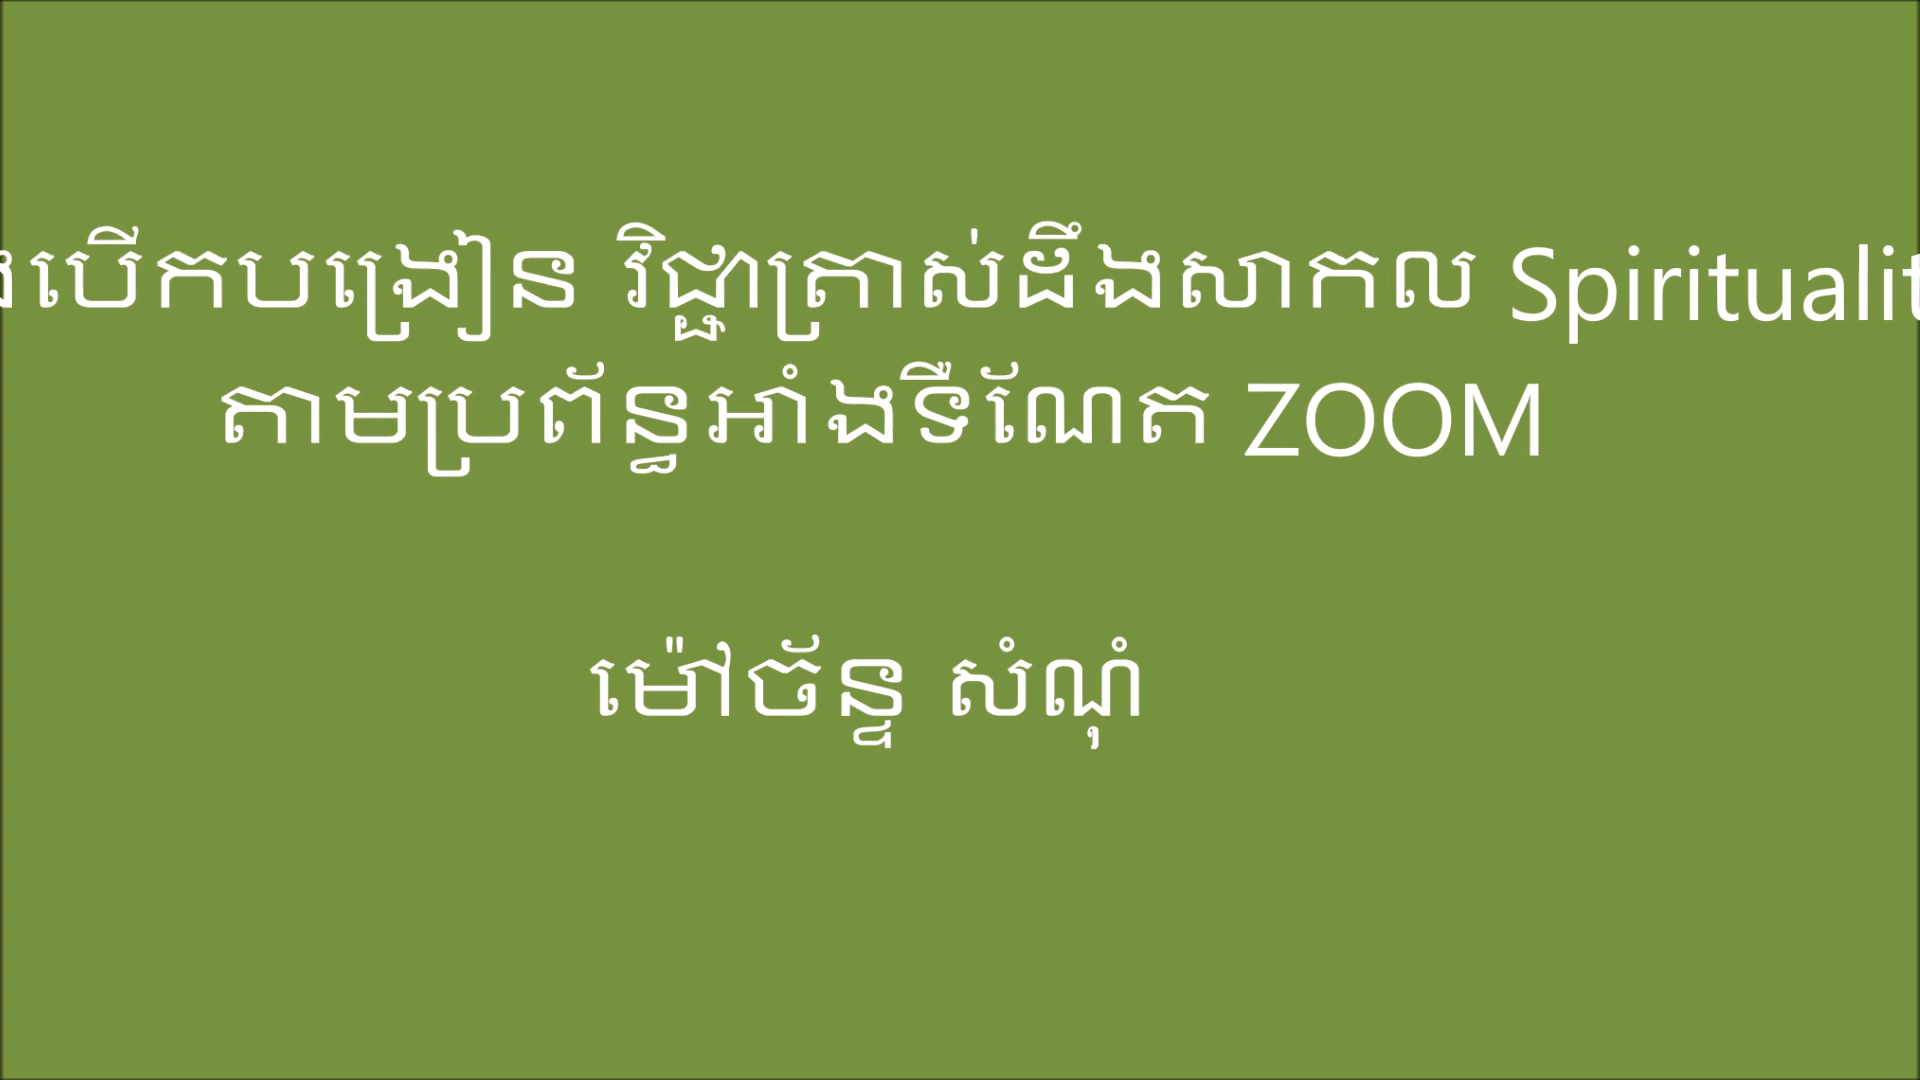 បើកបង្រៀន វិជ្ជាត្រាស់ដឹងសាកល Spiritualit
តាមប្រព័ន្ធអាំងទឺណែត ZOOM
ម៉ៅច័ន្ទ សំណុំ